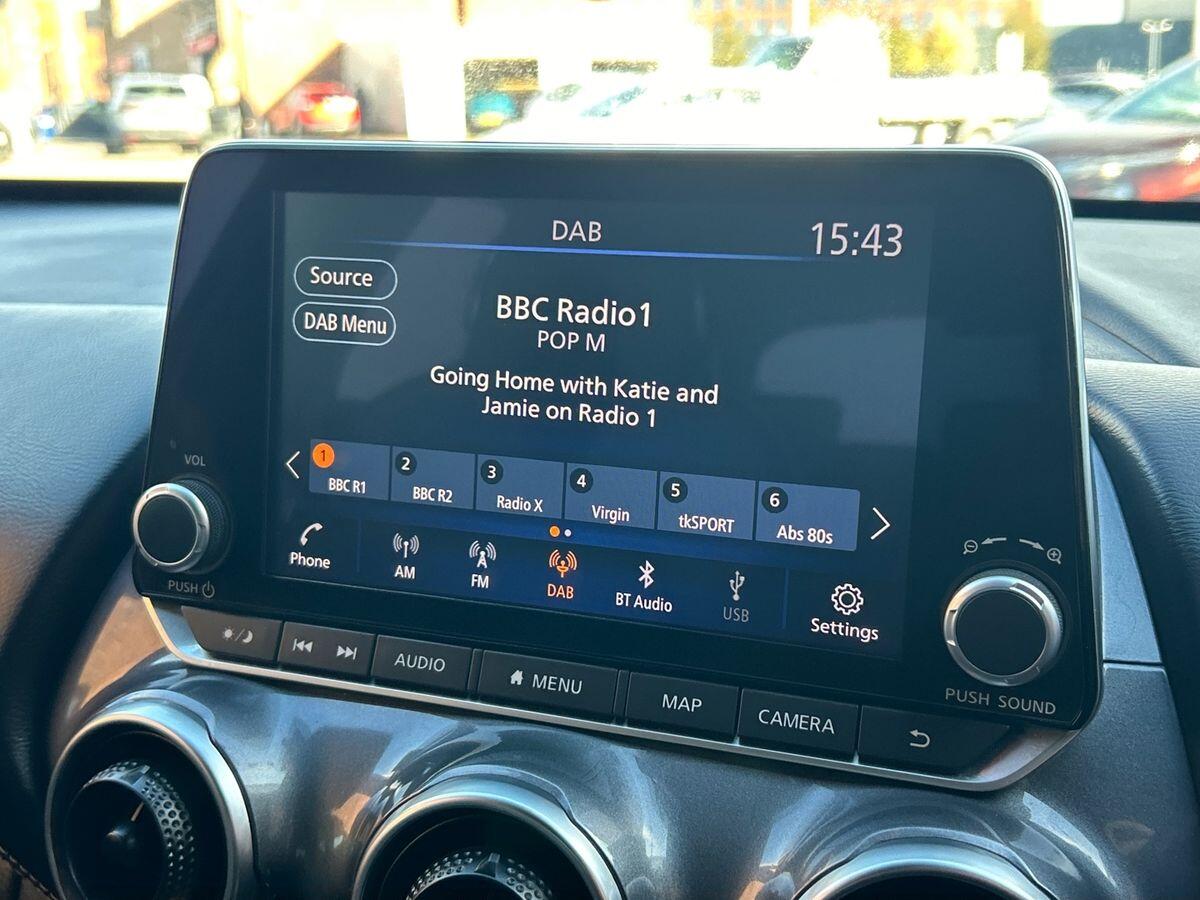 DAB
15:43
Source
DAB Menu
BBC Radio1
POP M
Going Home with Katie and
Jamie on Radio 1
1
BBC R1
2
BBC R2
3
Radio X
4
Virgin
5
tkSPORT
6
Abs 80s
Phone
AM
FM
DAB
BT Audio
USB
Settings
VOL
PUSH
AUDIO
MENU
MAP
CAMERA
PUSH SOUND